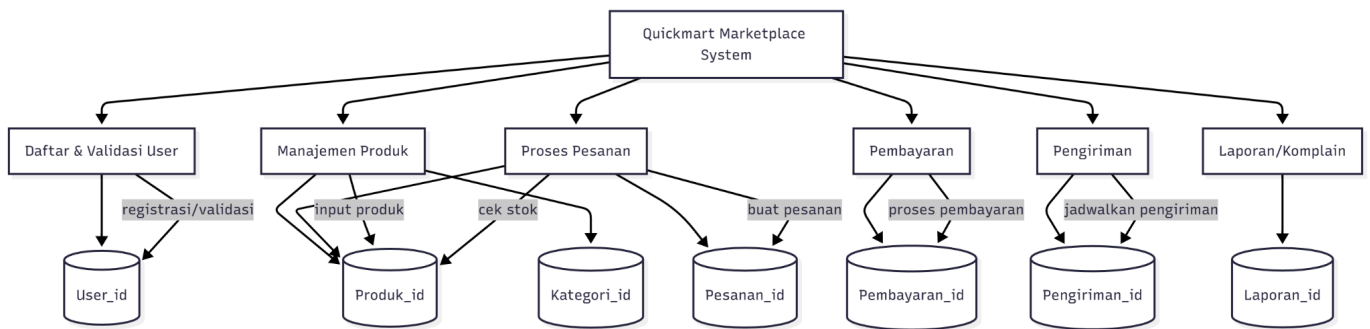 Quickmart Marketplace
System
Daftar & Validasi User
Manajemen Produk
Proses Pesanan
Pembayaran
Pengiriman
Laporan/Komplain
registrasi/validasi
input produk
cek stok
buat pesanan
proses pembayaran
jadwalkan pengiriman
User_id
Produk_id
Kategori_id
Pesanan_id
Pembayaran_id
Pengiriman_id
Laporan_id